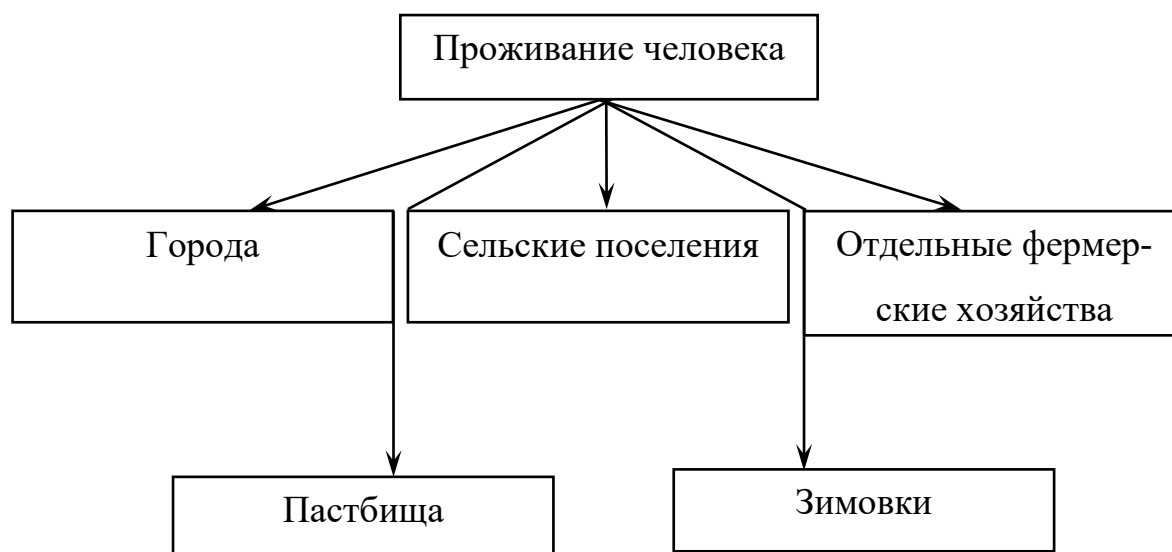 Проживание человека
Города
Сельские поселения
Отдельные фермер-
ские хозяйства
Пастбища
Зимовки